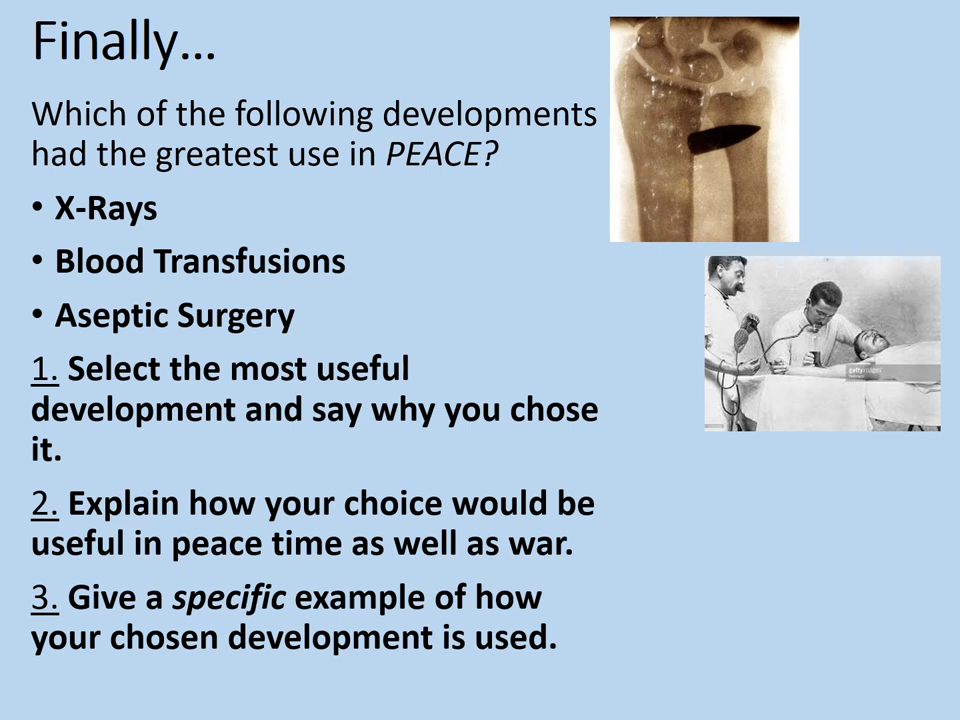 Finally...
Which of the following developments
had the greatest use in PEACE?
• X-Rays
• Blood Transfusions
• Aseptic Surgery
1. Select the most useful
development and say why you chose
it.
2. Explain how your choice would be
useful in peace time as well as war.
3. Give a specific example of how
your chosen development is used.
gettyimages